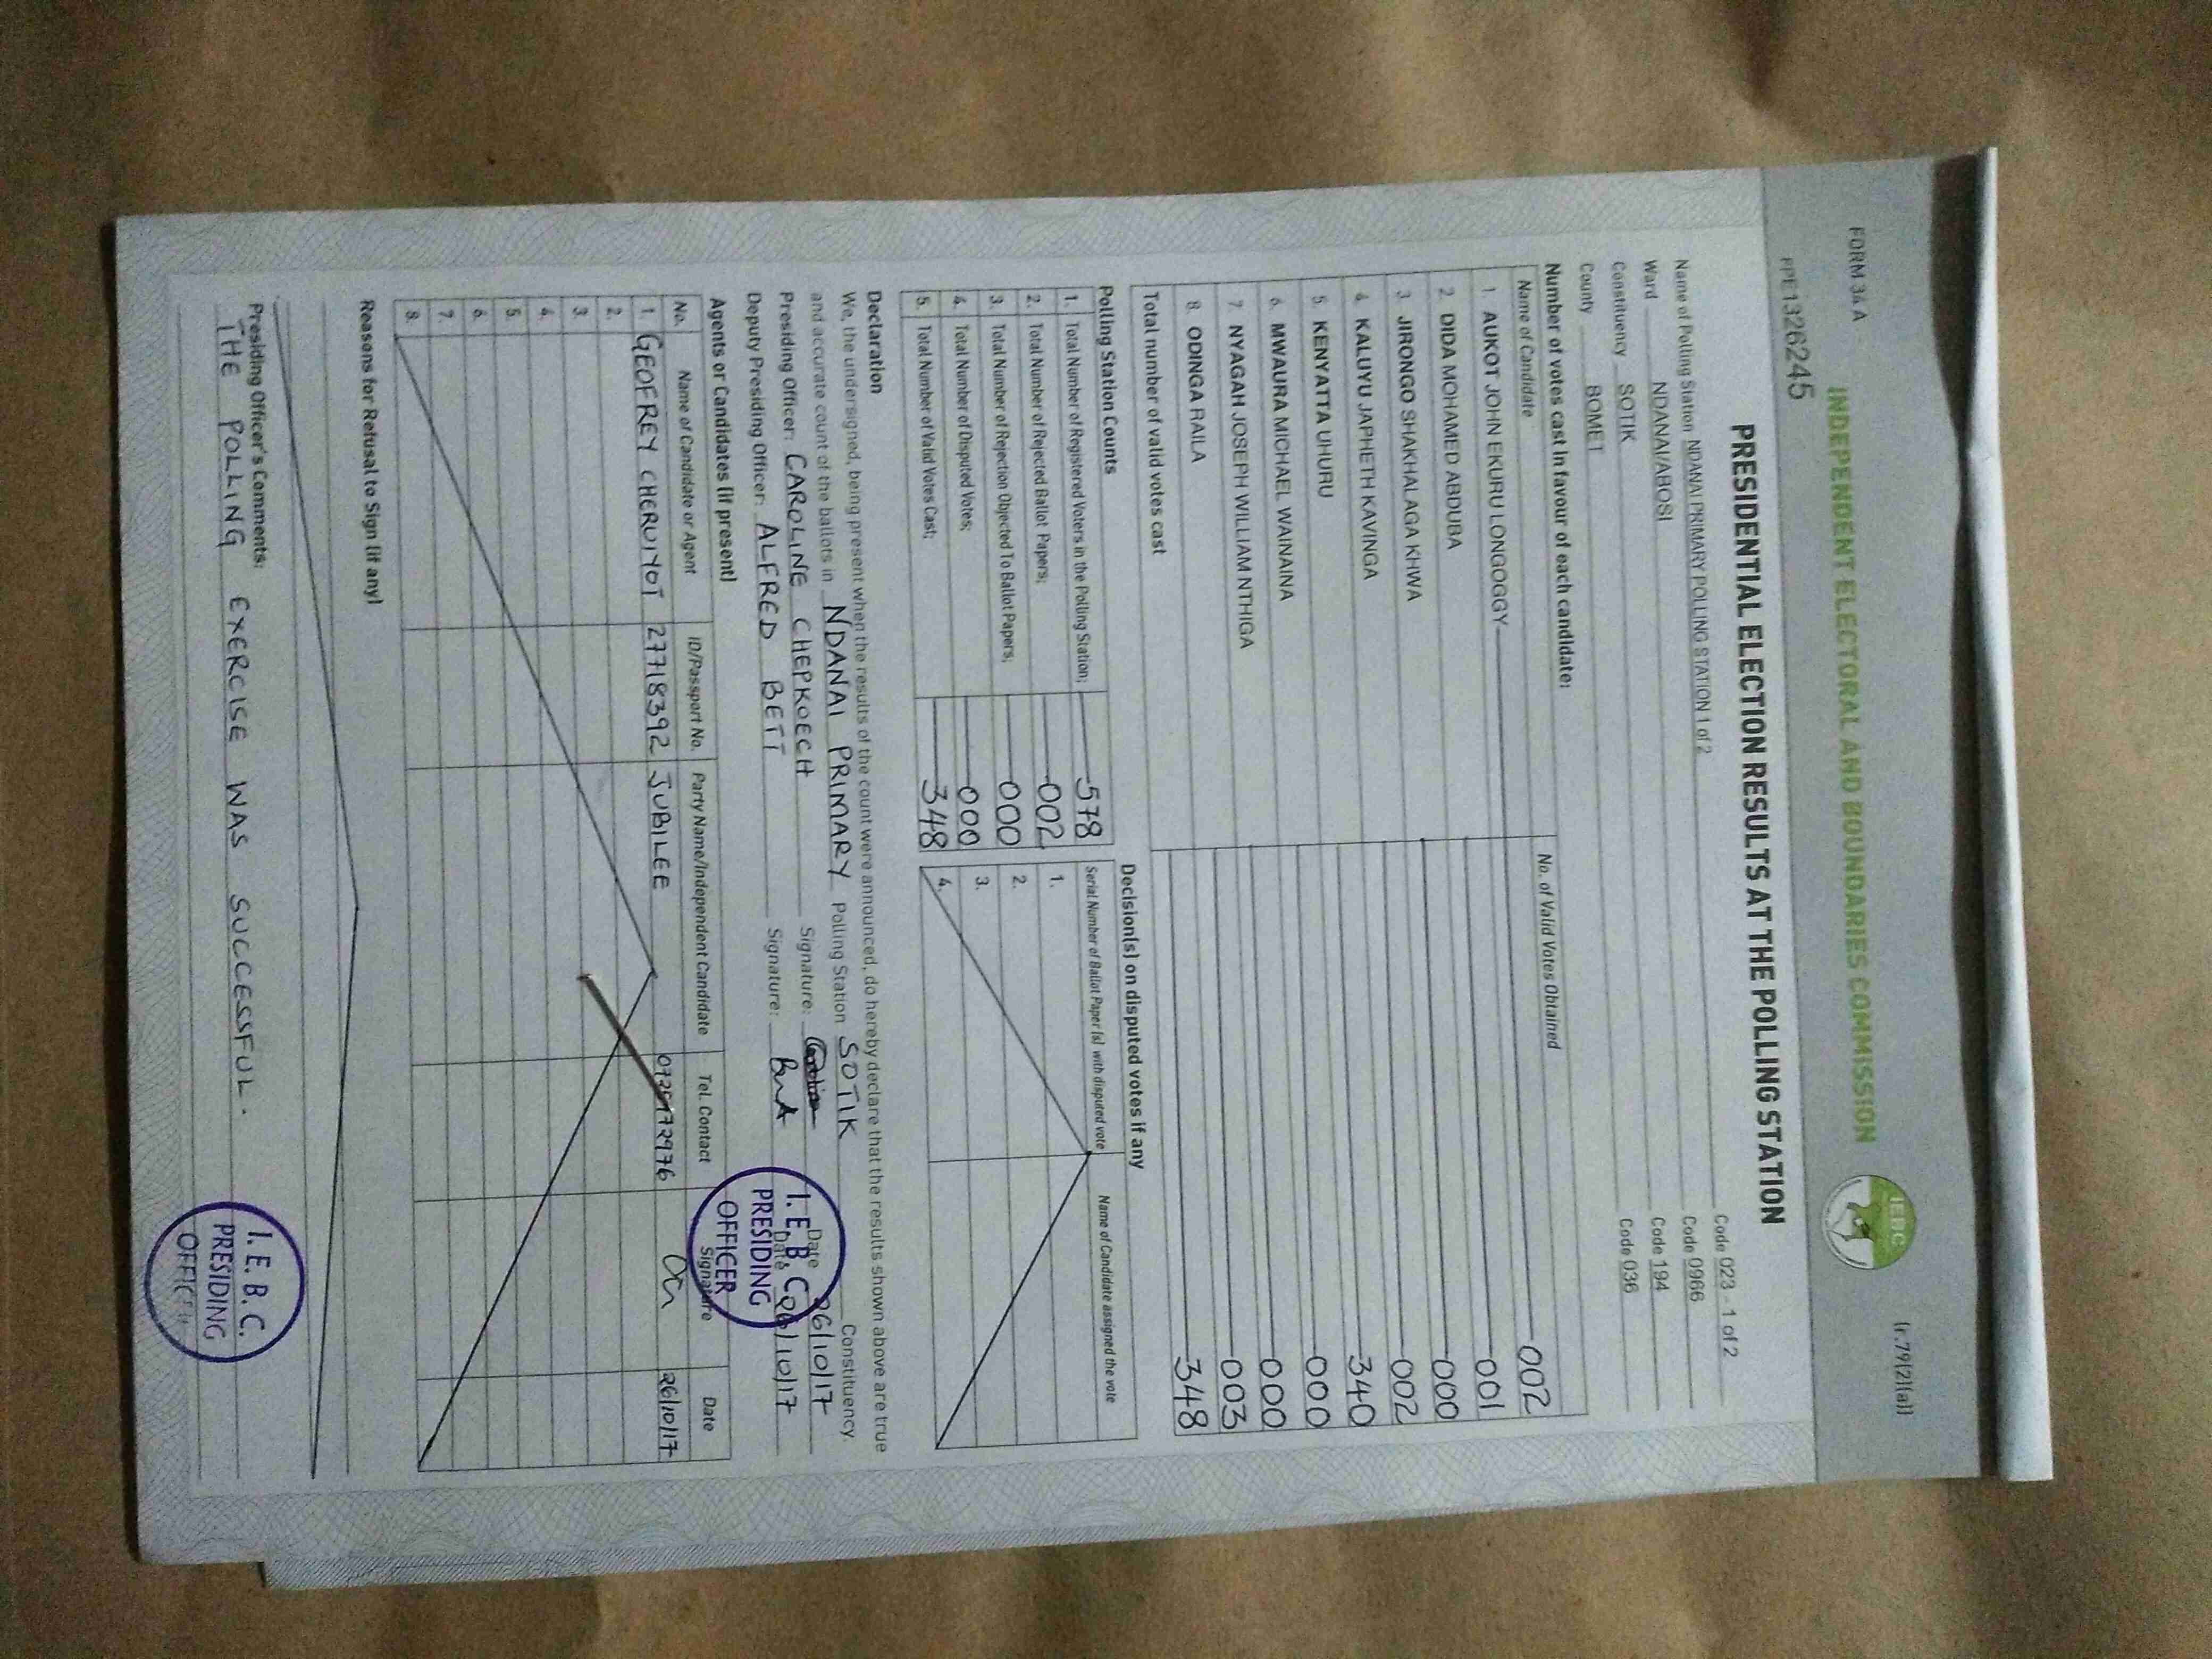 FORM 34A
(r.79(2)(a))
INDEPENDENT ELECTORAL AND BOUNDARIES COMMISSION
IEBC
PPE1326245
PRESIDENTIAL ELECTION RESULTS AT THE POLLING STATION
Name of Polling Station NDANAI PRIMARY POLLING STATION 1 of 2 Code 023 - 1 of 2
Ward NDANAI/ABOSI Code 0966
Constituency SOTIK Code 194
County BOMET Code 036
Number of votes cast in favour of each candidate:
Name of Candidate No. of Valid Votes Obtained
1. AUKOT JOHN EKURU LONGOGGY 002
2. DIDA MOHAMED ABDUBA 001
3. JIRONGO SHAKHALAGA KHWA 000
4. KALUYU JAPHETH KAVINGA 002
5. KENYATTA UHURU 340
6. MWAURA MICHAEL WAINAINA 000
7. NYAGAH JOSEPH WILLIAM NTHIGA 000
8. ODINGA RAILA 003
Total number of valid votes cast 348
Polling Station Counts
1. Total Number of Registered Voters in the Polling Station; 578
2. Total Number of Rejected Ballot Papers; 002
3. Total Number of Rejection Objected To Ballot Papers; 000
4. Total Number of Disputed Votes; 000
5. Total Number of Valid Votes Cast; 348
Decision(s) on disputed votes if any
Serial Number of Ballot Paper (s) with disputed vote Name of Candidate assigned the vote
1.
2.
3.
4.
Declaration
We, the undersigned, being present when the results of the count were announced, do hereby declare that the results shown above are true
and accurate count of the ballots in NDANAI PRIMARY Polling Station SOTIK Constituency.
Presiding Officer: CAROLINE CHEPKOECH Signature: Date 26/10/17
Deputy Presiding Officer: ALFRED BETT Signature: Date 26/10/17
I. E. B. C.
PRESIDING
OFFICER
Agents or Candidates (if present)
No. Name of Candidate or Agent ID/Passport No. Party Name/Independent Candidate Tel. Contact Signature Date
1. GEOFREY CHERUIYOT 27718392 JUBILEE 26/10/17
2.
3.
4.
5.
6.
7.
8.
Reasons for Refusal to Sign (if any)
Presiding Officer's Comments:
THE POLLING EXERCISE WAS SUCCESSFUL.
I. E. B. C.
PRESIDING
OFFICER